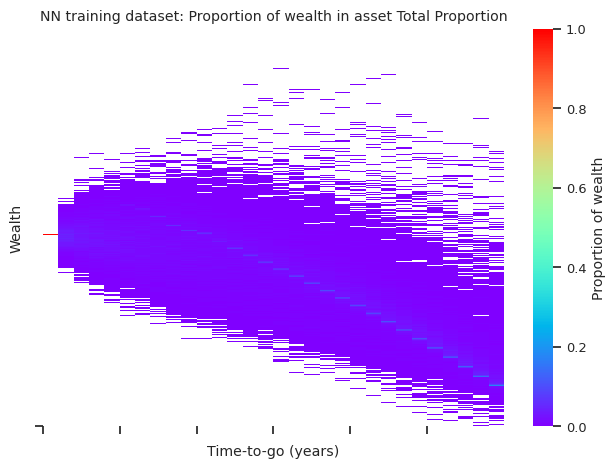 NN training dataset: Proportion of wealth in asset Total Proportion
Wealth
Time-to-go (years)
1.0
0.8
0.6
0.4
0.2
0.0
Proportion of wealth